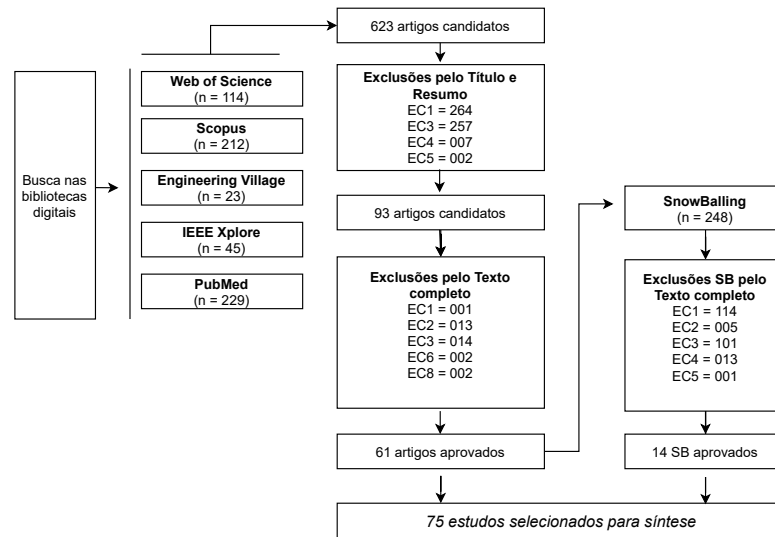 Busca nas
bibliotecas
digitais
Web of Science
(n = 114)
Scopus
(n = 212)
Engineering Village
(n = 23)
IEEE Xplore
(n = 45)
PubMed
(n = 229)
623 artigos candidatos
Exclusões pelo Título e
Resumo
EC1 = 264
EC3 = 257
EC4 = 007
EC5 = 002
93 artigos candidatos
Exclusões pelo Texto
completo
EC1 = 001
EC2 = 013
EC3 = 014
EC6 = 002
EC8 = 002
61 artigos aprovados
SnowBalling
(n = 248)
Exclusões SB pelo
Texto completo
EC1 = 114
EC2 = 005
EC3 = 101
EC4 = 013
EC5 = 001
14 SB aprovados
75 estudos selecionados para síntese